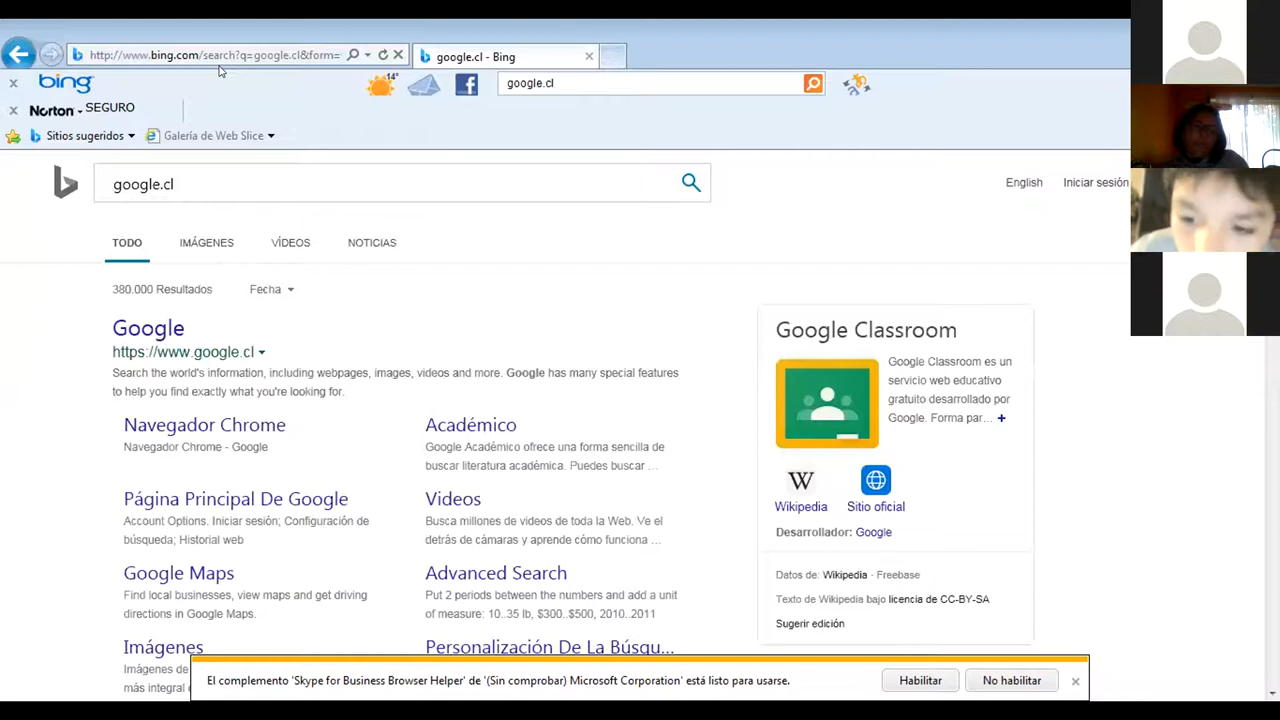 http://www.bing.com/search?q=google.cl&form=
google.cl - Bing
bing
14°
google.cl
Norton SEGURO
Sitios sugeridos
Galería de Web Slice
google.cl
English
Iniciar sesión
TODO
IMÁGENES
VÍDEOS
NOTICIAS
380.000 Resultados
Fecha
Google
https://www.google.cl
Search the world's information, including webpages, images, videos and more. Google has many special features
to help you find exactly what you're looking for.
Navegador Chrome
Navegador Chrome - Google
Académico
Google Académico ofrece una forma sencilla de
buscar literatura académica. Puedes buscar ...
Página Principal De Google
Account Options. Iniciar sesión; Configuración de
búsqueda; Historial web
Videos
Busca millones de videos de toda la Web. Ve el
detrás de cámaras y aprende cómo funciona ...
Google Maps
Find local businesses, view maps and get driving
directions in Google Maps.
Advanced Search
Put 2 periods between the numbers and add a unit
of measure: 10..35 lb, $300..$500, 2010..2011
Imágenes
Imágenes de
más integral
Personalización De La Búsqu...
Google Classroom
Google Classroom es un
servicio web educativo
gratuito desarrollado por
Google. Forma par... +
W
Wikipedia
Sitio oficial
Desarrollador: Google
Datos de: Wikipedia · Freebase
Texto de Wikipedia bajo licencia de CC-BY-SA
Sugerir edición
El complemento 'Skype for Business Browser Helper' de '(Sin comprobar) Microsoft Corporation' está listo para usarse.
Habilitar
No habilitar